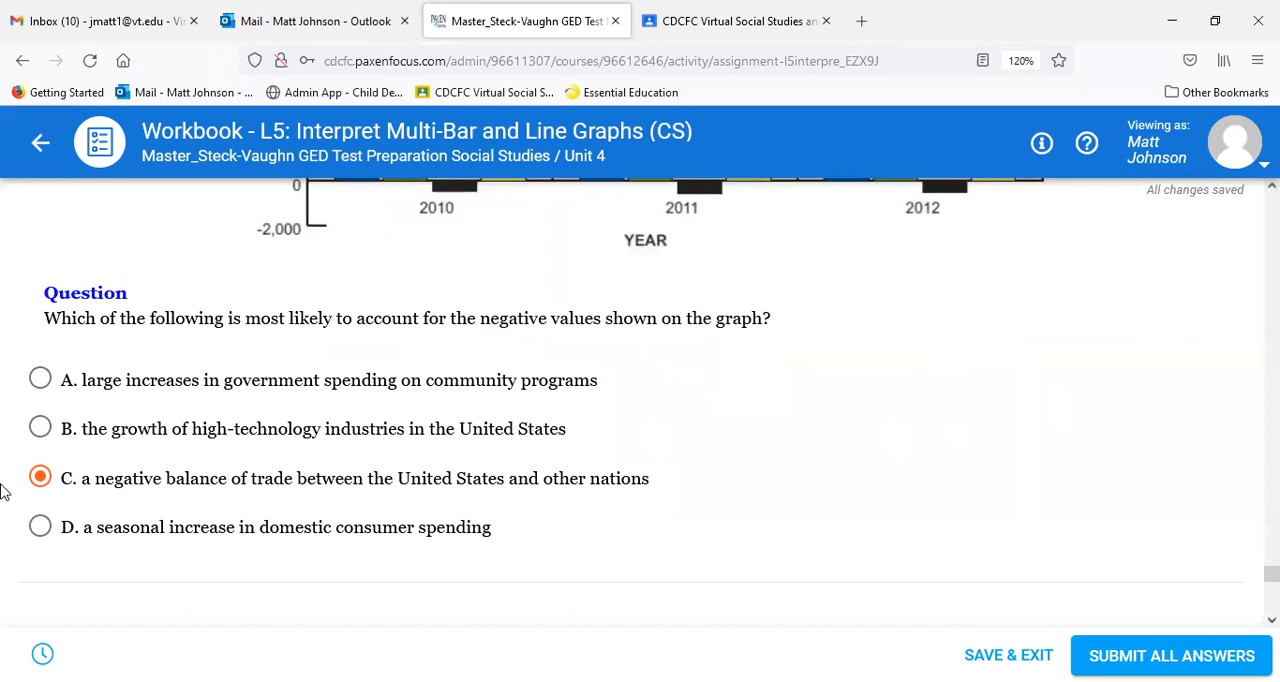 Inbox (10) - jmatt1@vt.edu - Vir
Mail - Matt Johnson - Outlook
Master_Steck-Vaughn GED Test
CDCFC Virtual Social Studies an
cdcfc.paxenfocus.com/admin/96611307/courses/96612646/activity/assignment-l5interpre_EZX9J
120%
Getting Started
Mail - Matt Johnson - ...
Admin App - Child De...
CDCFC Virtual Social S...
Essential Education
Other Bookmarks
Workbook - L5: Interpret Multi-Bar and Line Graphs (CS)
Master_Steck-Vaughn GED Test Preparation Social Studies / Unit 4
Viewing as:
Matt
Johnson
All changes saved
0
-2,000
2010
2011
2012
YEAR
Question
Which of the following is most likely to account for the negative values shown on the graph?
A. large increases in government spending on community programs
B. the growth of high-technology industries in the United States
C. a negative balance of trade between the United States and other nations
D. a seasonal increase in domestic consumer spending
SAVE & EXIT
SUBMIT ALL ANSWERS